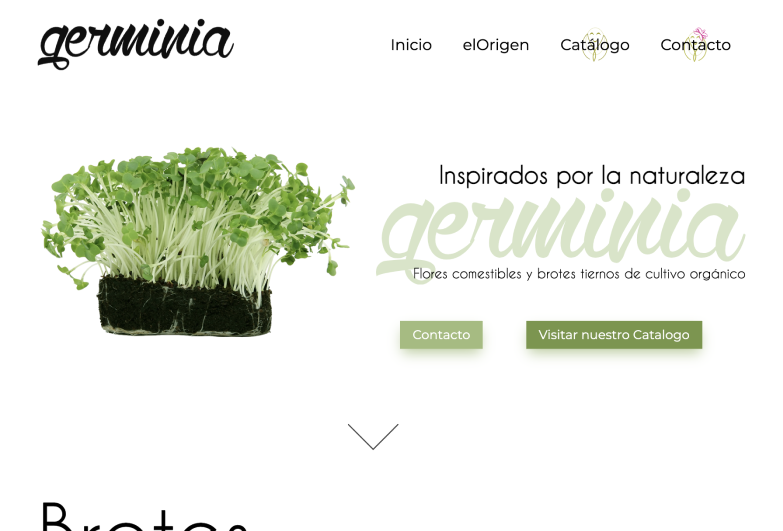 germinia
Inicio elOrigen Catálogo Contacto
Inspirados por la naturaleza
germinia
Flores comestibles y brotes tiernos de cultivo orgánico
Contacto Visitar nuestro Catalogo
Brotes